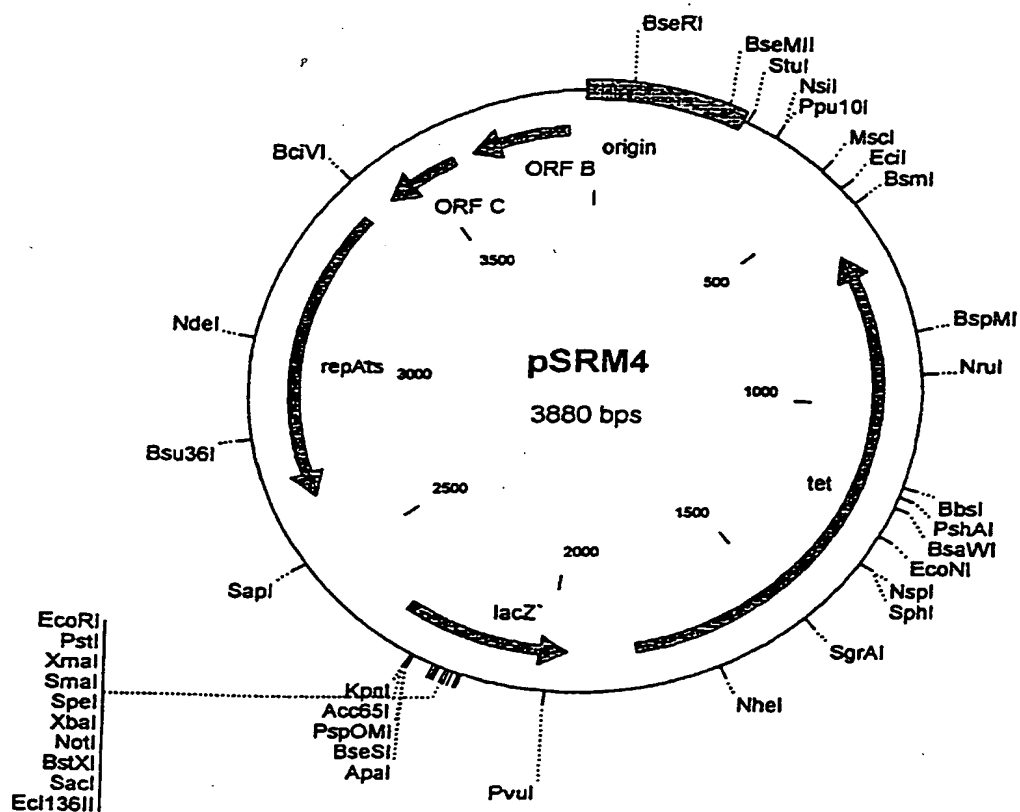 BseRI
BseMII
StuI
NsiI
Ppu10I
MscI
EciI
BsmI
BciVI
origin
ORF B
ORF C
3500
500
NdeI
BspMI
repAts
3000
pSRM4
1000
NruI
3880 bps
Bsu36I
tet
2500
1500
BbsI
PshAI
BsaWI
EcoNI
2000
NspI
SphI
SapI
lacZ'
SgrAI
EcoRI
PstI
XmaI
SmaI
SpeI
XbaI
NotI
BstXI
SacI
Ecl136II
KpnI
Acc65I
PspOMI
BseSI
ApaI
NheI
PvuI